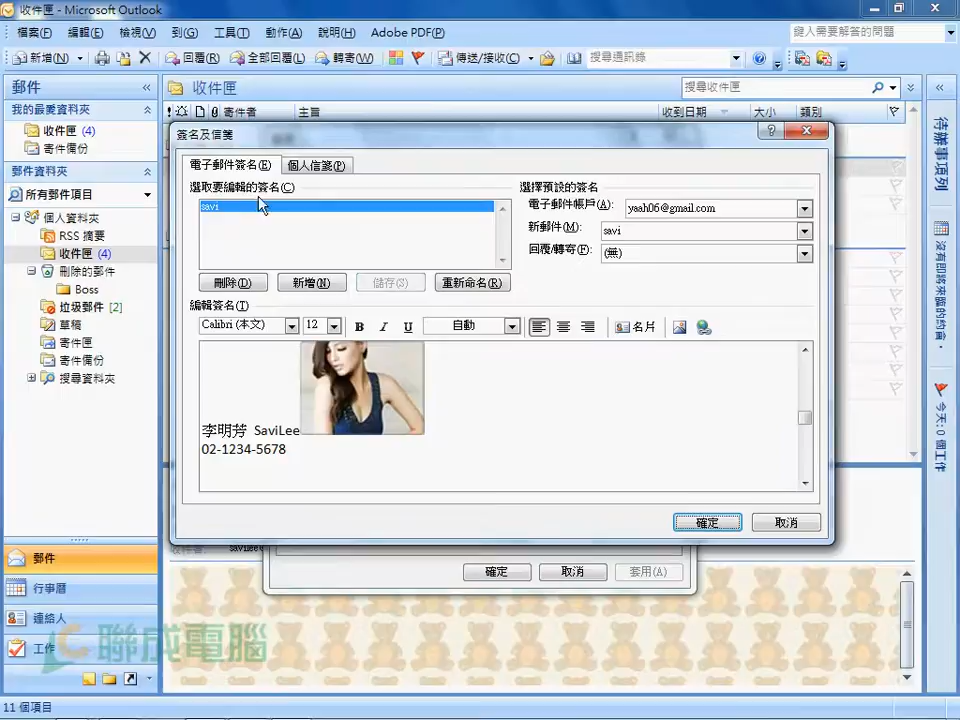 收件匣 - Microsoft Outlook
檔案(F) 編輯(E) 檢視(V) 到(G) 工具(T) 動作(A) 說明(H) Adobe PDF(P) 鍵入需要解答的問題
新增(N) 回覆(R) 全部回覆(L) 轉寄(W) 傳送/接收(C) 搜尋通訊錄
郵件 收件匣 搜尋收件匣
我的最愛資料夾 寄件者 主旨 收到日期 大小 類別
收件匣 (4)
寄件備份
郵件資料夾
所有郵件項目
個人資料夾
RSS 摘要
收件匣 (4)
刪除的郵件
Boss
垃圾郵件 [2]
草稿
寄件匣
寄件備份
搜尋資料夾
郵件
行事曆
連絡人
工作
11 個項目
簽名及信箋
電子郵件簽名(E) 個人信箋(P)
選取要編輯的簽名(C) 選擇預設的簽名
savi
電子郵件帳戶(A): yaah06@gmail.com
新郵件(M): savi
回覆/轉寄(F): (無)
刪除(D) 新增(N) 儲存(S) 重新命名(R)
編輯簽名(T)
Calibri (本文) 12 B I U 自動 名片
李明芳 SaviLee
02-1234-5678
確定 取消
確定 取消 套用(A)
待辦事項列
沒有即將來臨的約會。
今天: 0 個工作
聯成電腦